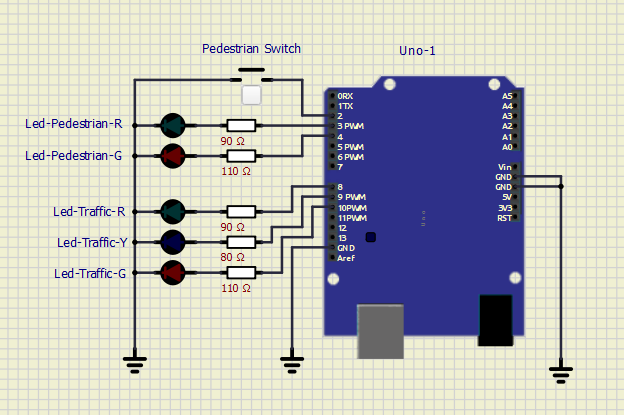 Pedestrian Switch
Uno-1
Led-Pedestrian-R
90 Ω
Led-Pedestrian-G
110 Ω
Led-Traffic-R
90 Ω
Led-Traffic-Y
80 Ω
Led-Traffic-G
110 Ω
0RX
1TX
2
3 PWM
4
5 PWM
6 PWM
7
8
9 PWM
10PWM
11PWM
12
13
GND
Aref
A5
A4
A3
A2
A1
A0
Vin
GND
GND
5V
3V3
RST